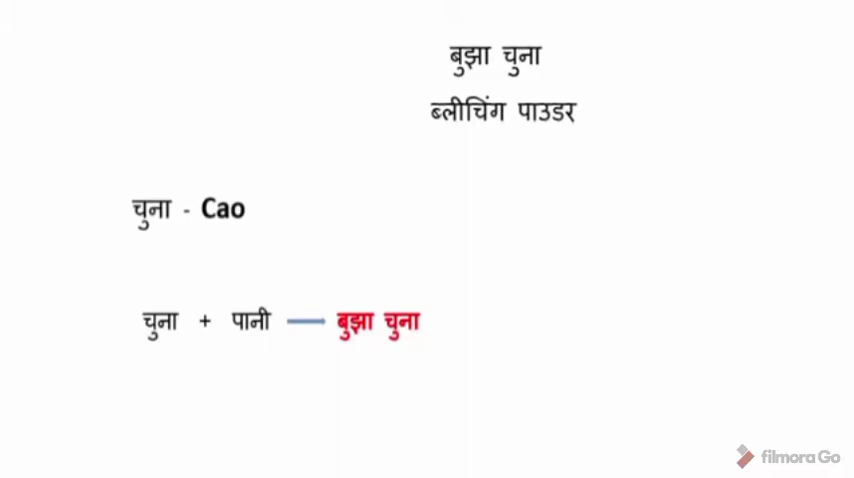 बुझा चुना
ब्लीचिंग पाउडर
चुना - Cao
चुना + पानी — बुझा चुना
filmora Go